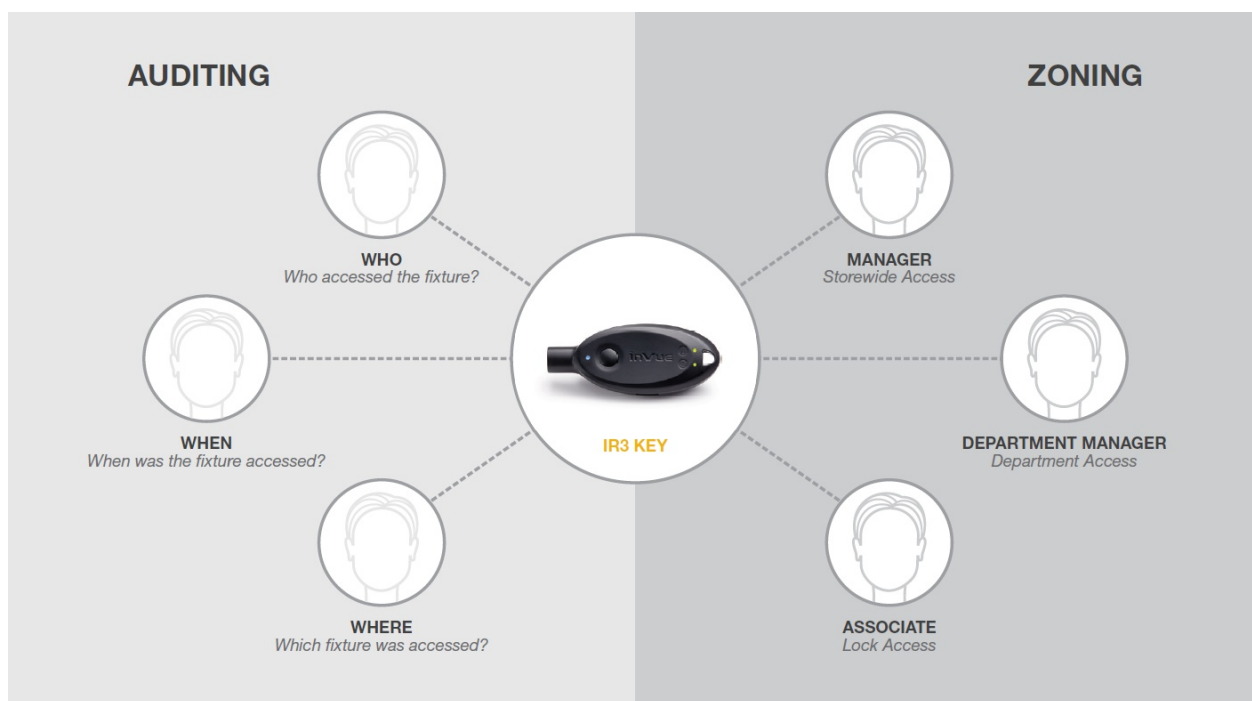 AUDITING
ZONING
WHO
Who accessed the fixture?
MANAGER
Storewide Access
WHEN
When was the fixture accessed?
InVue
IR3 KEY
DEPARTMENT MANAGER
Department Access
WHERE
Which fixture was accessed?
ASSOCIATE
Lock Access